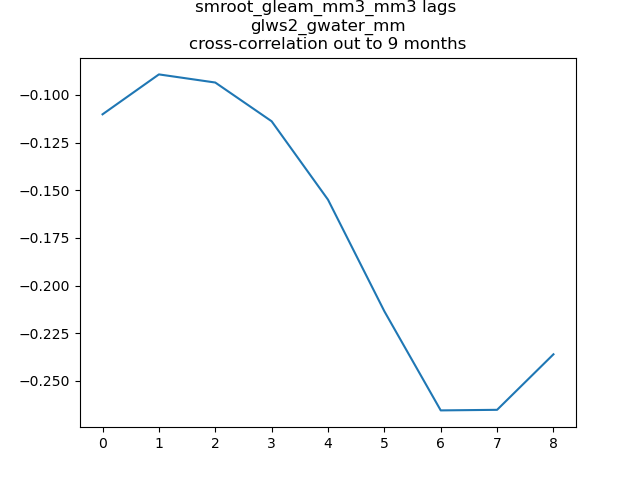 smroot_gleam_mm3_mm3 lags
glws2_gwater_mm
cross-correlation out to 9 months
−0.100
−0.125
−0.150
−0.175
−0.200
−0.225
−0.250
0 1 2 3 4 5 6 7 8